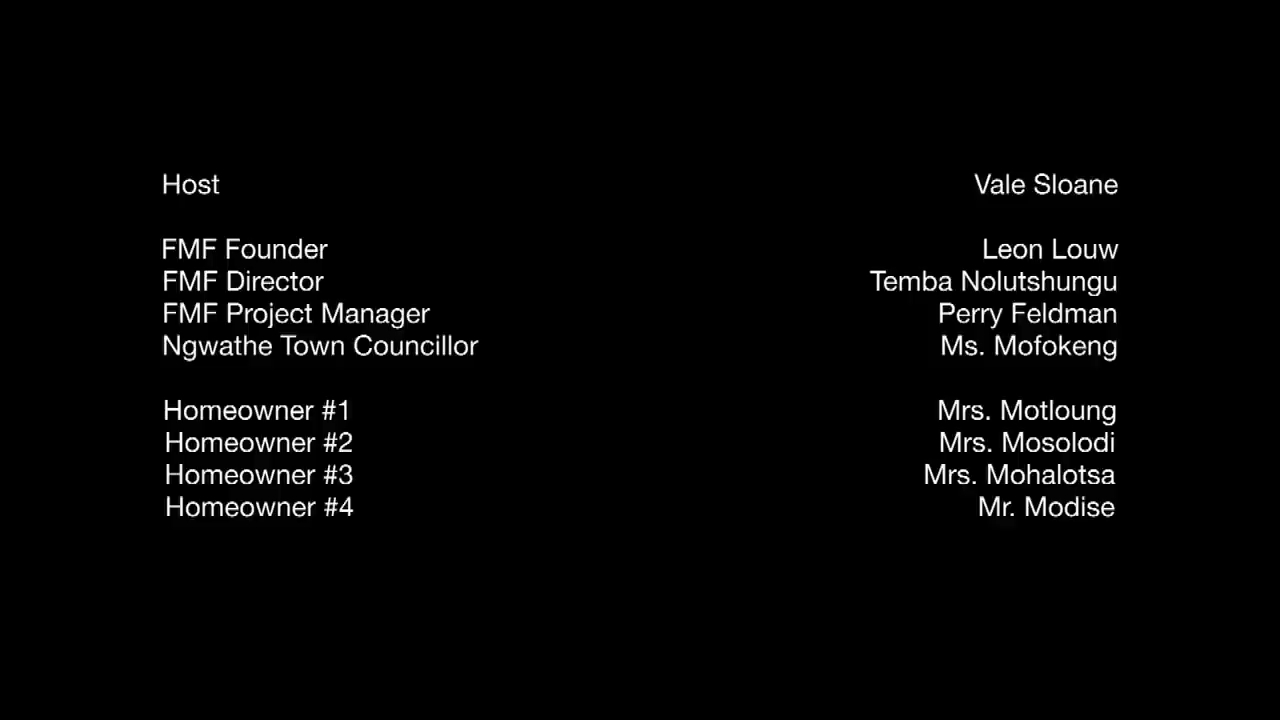 Host Vale Sloane
FMF Founder Leon Louw
FMF Director Temba Nolutshungu
FMF Project Manager Perry Feldman
Ngwathe Town Councillor Ms. Mofokeng
Homeowner #1 Mrs. Motloung
Homeowner #2 Mrs. Mosolodi
Homeowner #3 Mrs. Mohalotsa
Homeowner #4 Mr. Modise